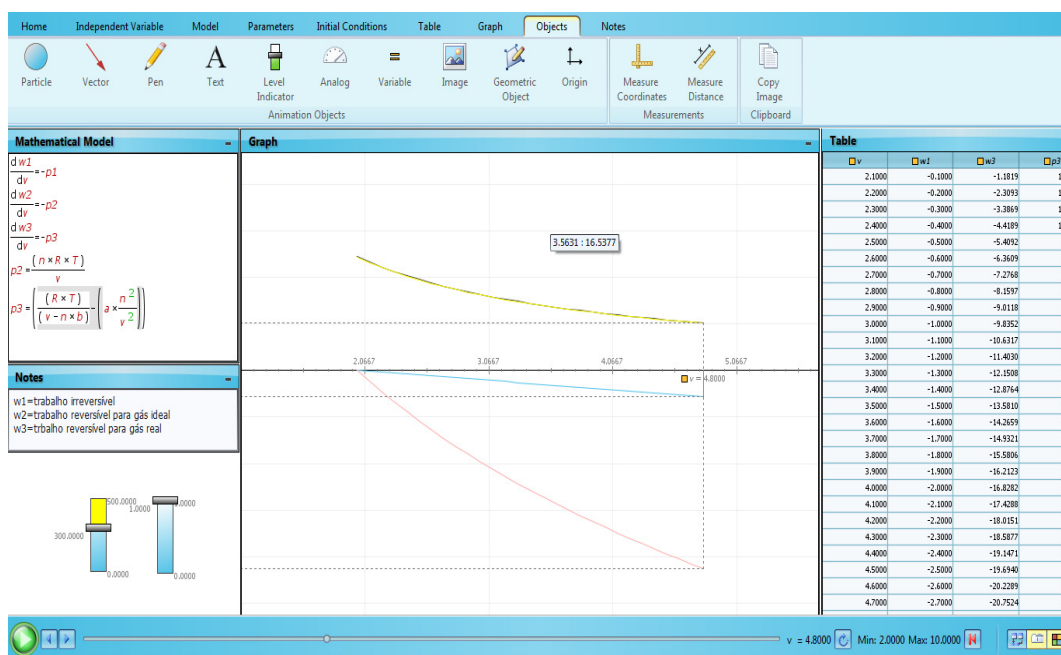 Home Independent Variable Model Parameters Initial Conditions Table Graph Objects Notes
Particle Vector Pen Text Level Indicator Analog Variable Image Geometric Object Origin Measure Coordinates Measure Distance Copy Image
Animation Objects Measurements Clipboard
Mathematical Model
d w1 / dv = -p1
d w2 / dv = -p2
d w3 / dv = -p3
p2 = (n × R × T) / v
p3 = ( (R × T) / (v - n × b) - ( a × n^2 / v^2 ) )
Notes
w1=trabalho irreversível
w2=trabalho reversível para gás ideal
w3=trbalho reversível para gás real
500.0000
300.0000
0.0000
1.0000
0.0000
Graph
3.5631 : 16.5377
2.0667 3.0667 4.0667 5.0667
v = 4.8000
Table
v w1 w3 p3
2.1000 -0.1000 -1.1819
2.2000 -0.2000 -2.3093
2.3000 -0.3000 -3.3869
2.4000 -0.4000 -4.4189
2.5000 -0.5000 -5.4092
2.6000 -0.6000 -6.3609
2.7000 -0.7000 -7.2768
2.8000 -0.8000 -8.1597
2.9000 -0.9000 -9.0118
3.0000 -1.0000 -9.8352
3.1000 -1.1000 -10.6317
3.2000 -1.2000 -11.4030
3.3000 -1.3000 -12.1508
3.4000 -1.4000 -12.8764
3.5000 -1.5000 -13.5810
3.6000 -1.6000 -14.2659
3.7000 -1.7000 -14.9321
3.8000 -1.8000 -15.5806
3.9000 -1.9000 -16.2123
4.0000 -2.0000 -16.8282
4.1000 -2.1000 -17.4288
4.2000 -2.2000 -18.0151
4.3000 -2.3000 -18.5877
4.4000 -2.4000 -19.1471
4.5000 -2.5000 -19.6940
4.6000 -2.6000 -20.2289
4.7000 -2.7000 -20.7524
v = 4.8000 Min: 2.0000 Max: 10.0000